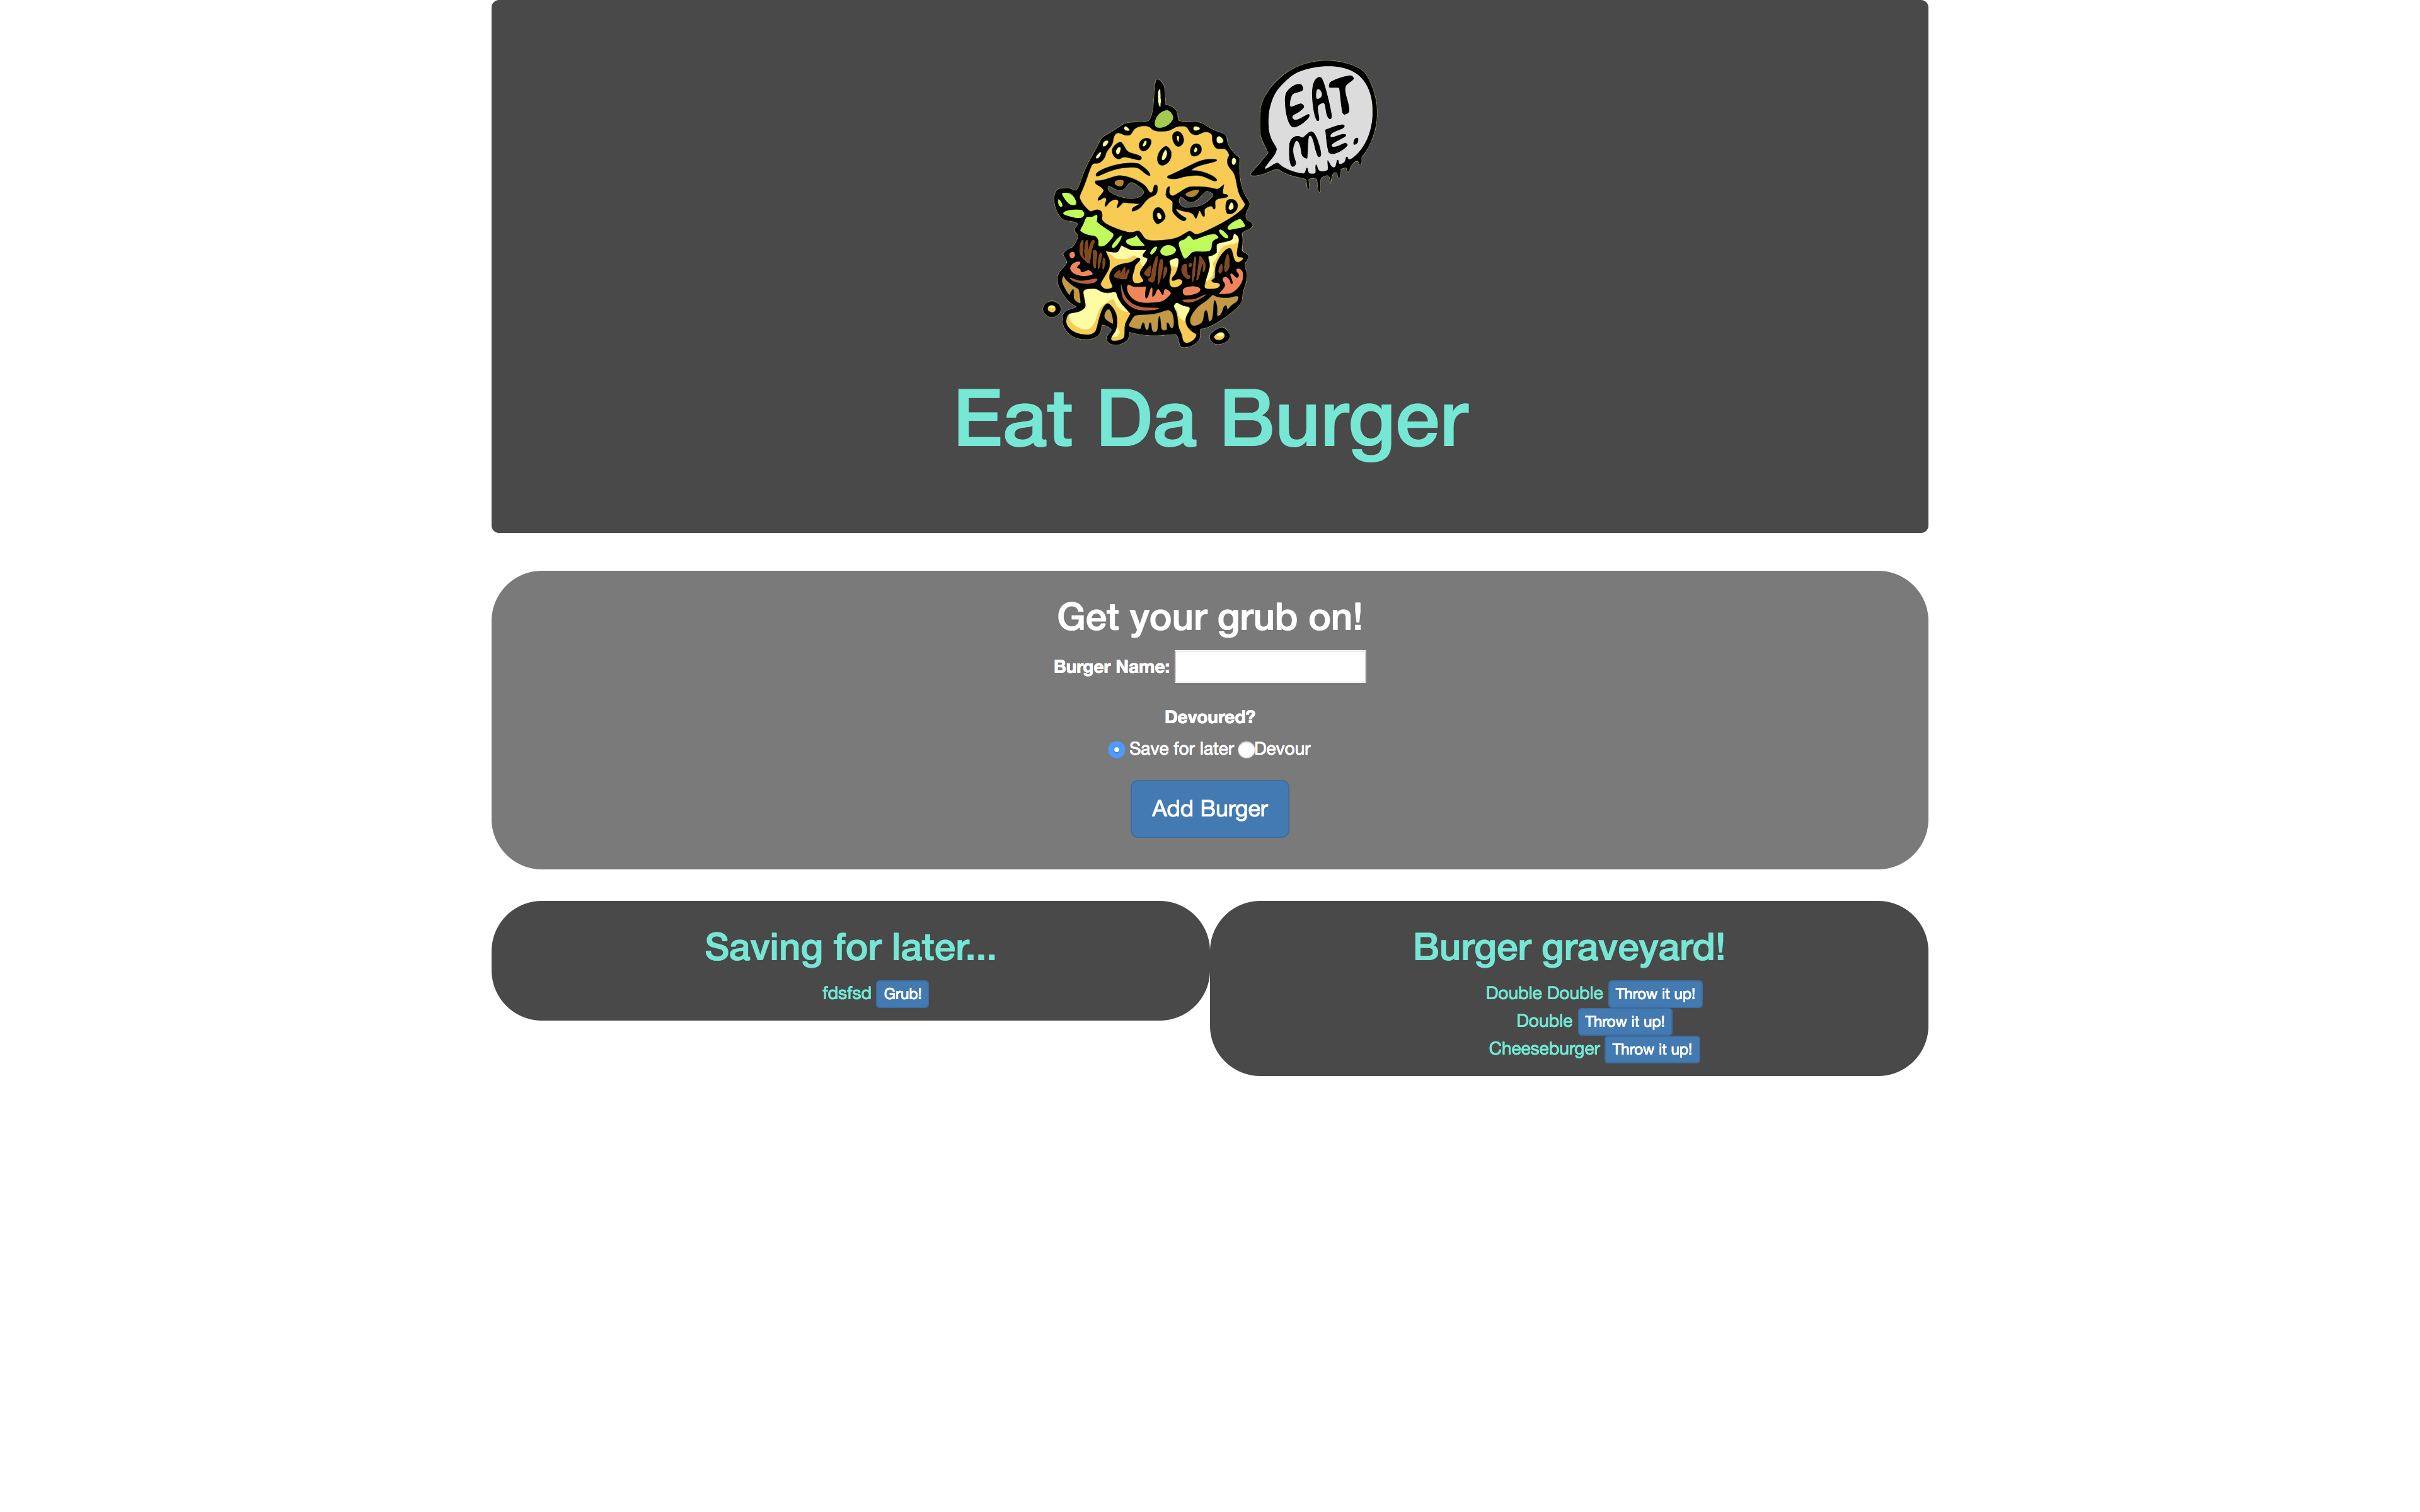 EAT
ME.
Eat Da Burger
Get your grub on!
Burger Name:
Devoured?
Save for later Devour
Add Burger
Saving for later...
fdsfsd Grub!
Burger graveyard!
Double Double Throw it up!
Double Throw it up!
Cheeseburger Throw it up!